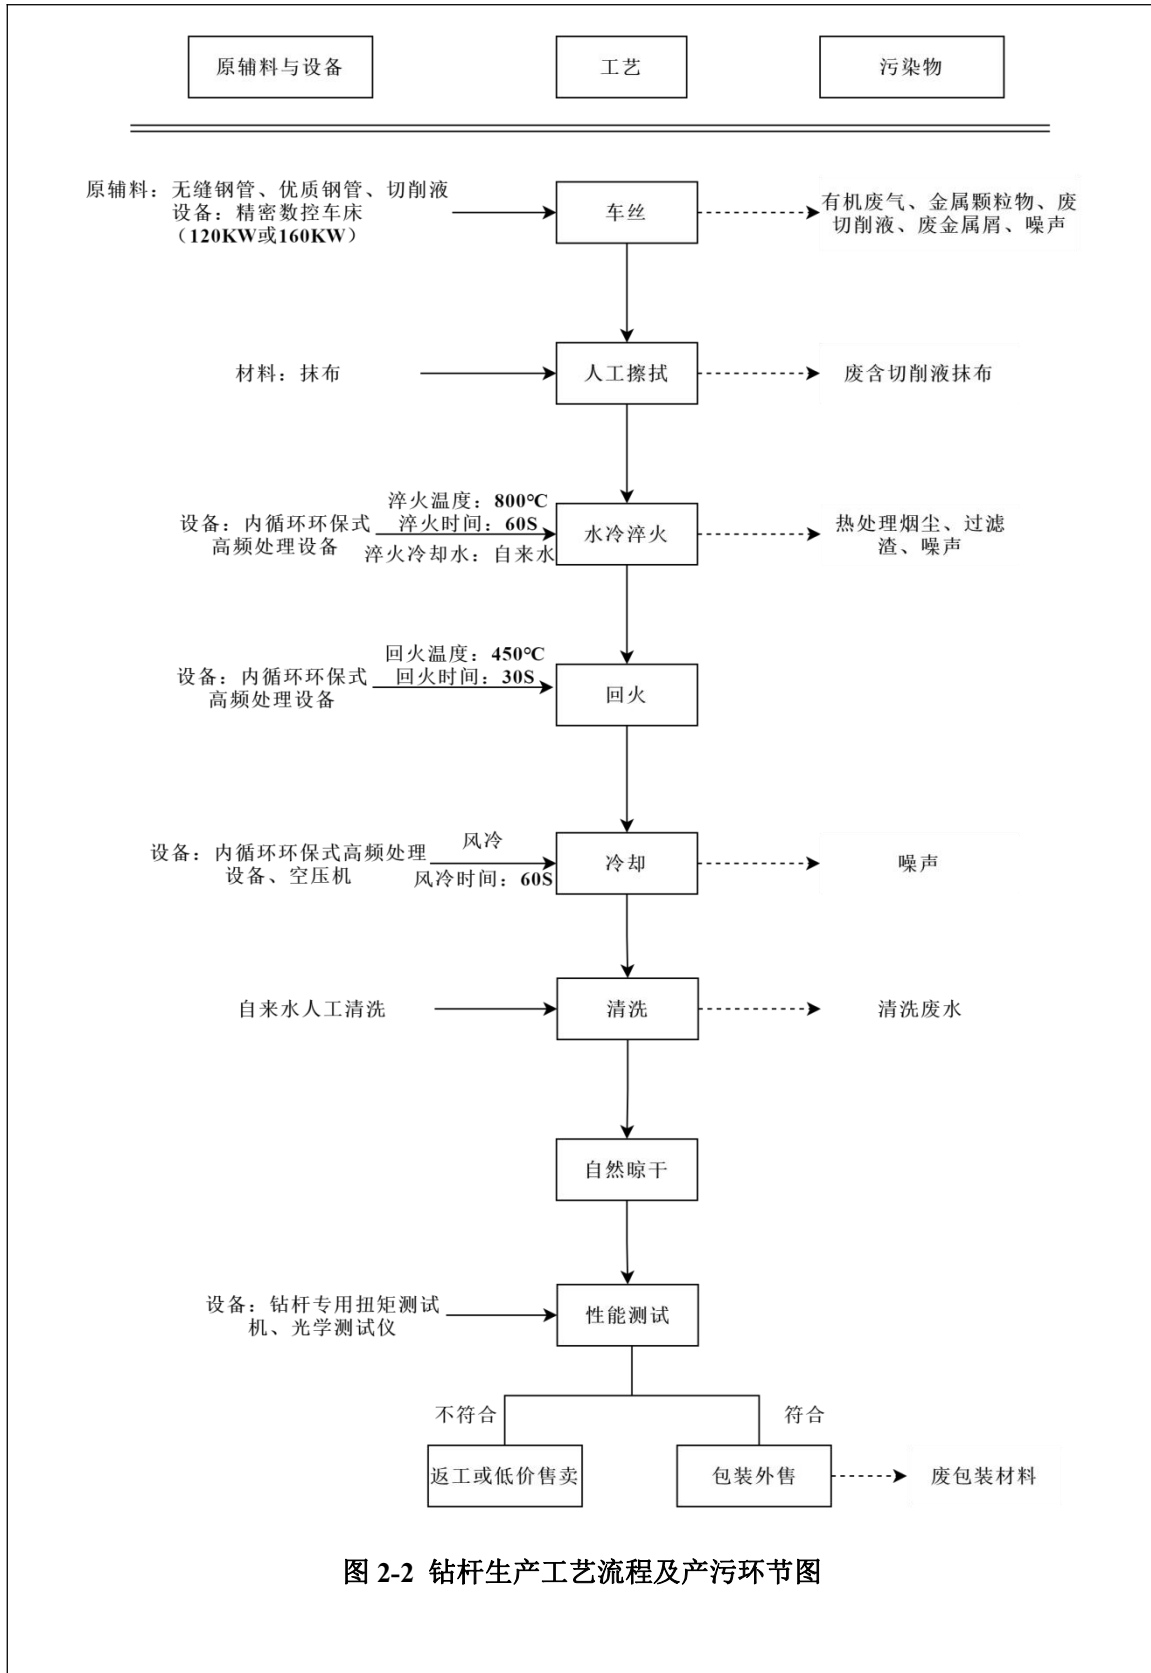 原辅料与设备
工艺
污染物
原辅料：无缝钢管、优质钢管、切削液
设备：精密数控车床
（120KW或160KW）
车丝
有机废气、金属颗粒物、废
切削液、废金属屑、噪声
材料：抹布
人工擦拭
废含切削液抹布
设备：内循环环保式
高频处理设备
淬火温度：800℃
淬火时间：60S
淬火冷却水：自来水
水冷淬火
热处理烟尘、过滤
渣、噪声
设备：内循环环保式
高频处理设备
回火温度：450℃
回火时间：30S
回火
设备：内循环环保式高频处理
设备、空压机
风冷
风冷时间：60S
冷却
噪声
自来水人工清洗
清洗
清洗废水
自然晾干
设备：钻杆专用扭矩测试
机、光学测试仪
性能测试
不符合
符合
返工或低价售卖
包装外售
废包装材料
图 2-2 钻杆生产工艺流程及产污环节图